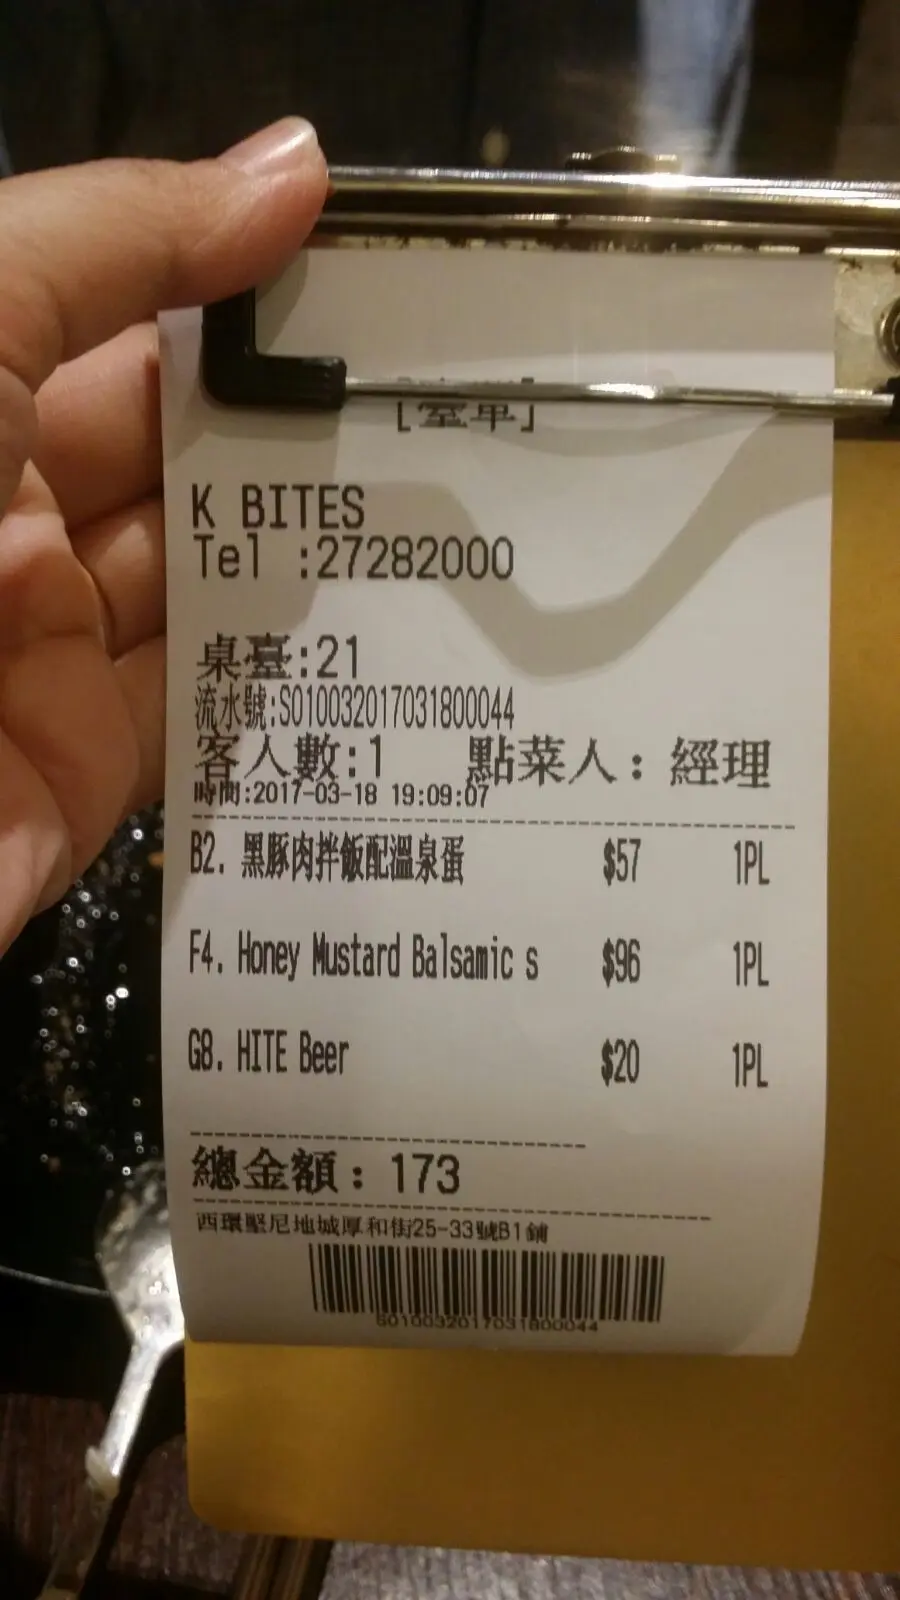 [臺單]
K BITES
Tel :27282000
桌臺:21
流水號:S010032017031800044
客人數:1 點菜人: 經理
時間:2017-03-18 19:09:07
B2. 黑豚肉拌飯配溫泉蛋 $57 1PL
F4. Honey Mustard Balsamic s $96 1PL
G8. HITE Beer $20 1PL
總金額: 173
西環堅尼地城厚和街25-33號B1鋪
S010032017031800044